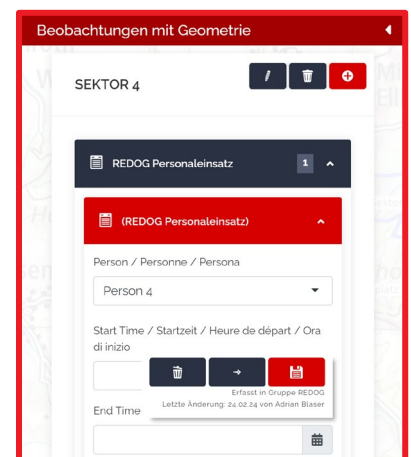 Beobachtungen mit Geometrie
SEKTOR 4
REDOG Personaleinsatz 1
(REDOG Personaleinsatz)
Person / Personne / Persona
Person 4
Start Time / Startzeit / Heure de départ / Ora
di inizio
Erfasst in Gruppe REDOG
Letzte Änderung: 24.02.24 von Adrian Blaser
End Time